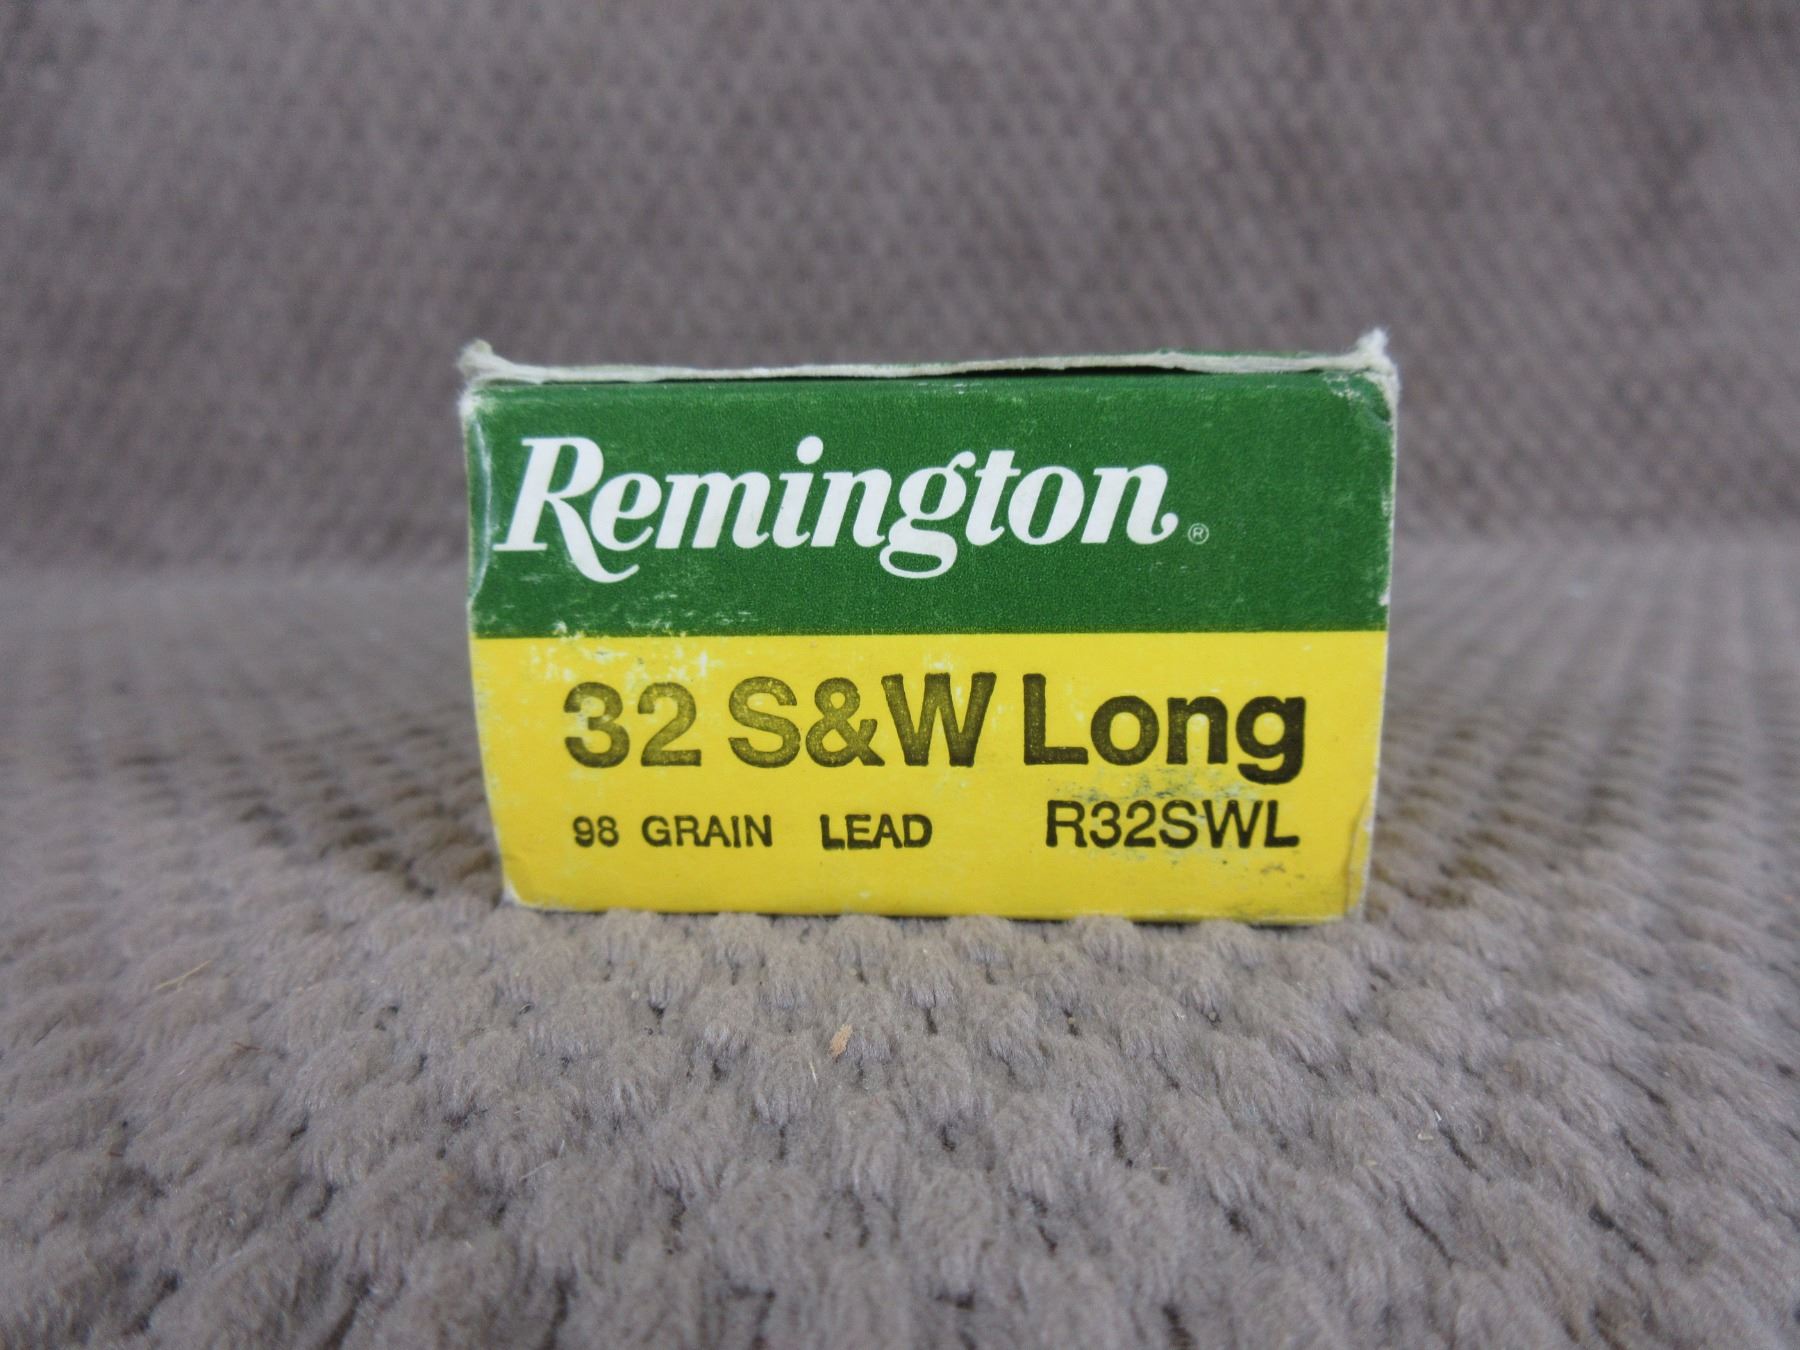 Remington®
32 S&W Long
98 GRAIN LEAD R32SWL